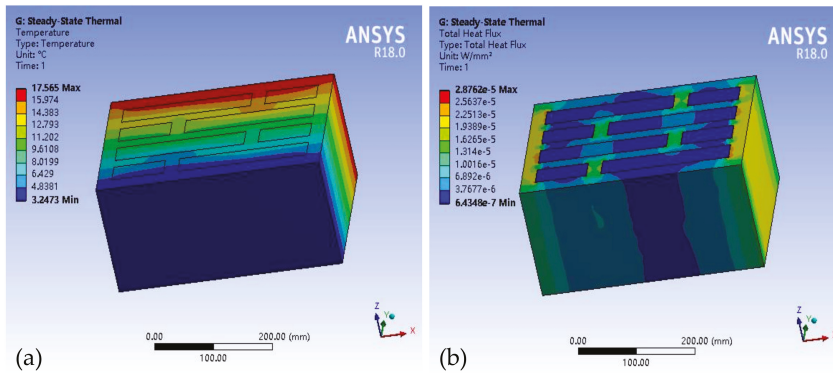 G: Steady-State Thermal
Temperature
Type: Temperature
Unit: °C
Time: 1
ANSYS
R18.0
17.565 Max
15.974
14.383
12.793
11.202
9.6108
8.0199
6.429
4.8381
3.2473 Min
0.00
200.00 (mm)
100.00
Z
Y
X
(a)
G: Steady-State Thermal
Total Heat Flux
Type: Total Heat Flux
Unit: W/mm²
Time: 1
ANSYS
R18.0
2.8762e-5 Max
2.5637e-5
2.2513e-5
1.9389e-5
1.6265e-5
1.314e-5
1.0016e-5
6.892e-6
3.7677e-6
6.4348e-7 Min
0.00
200.00 (mm)
100.00
Z
Y
(b)